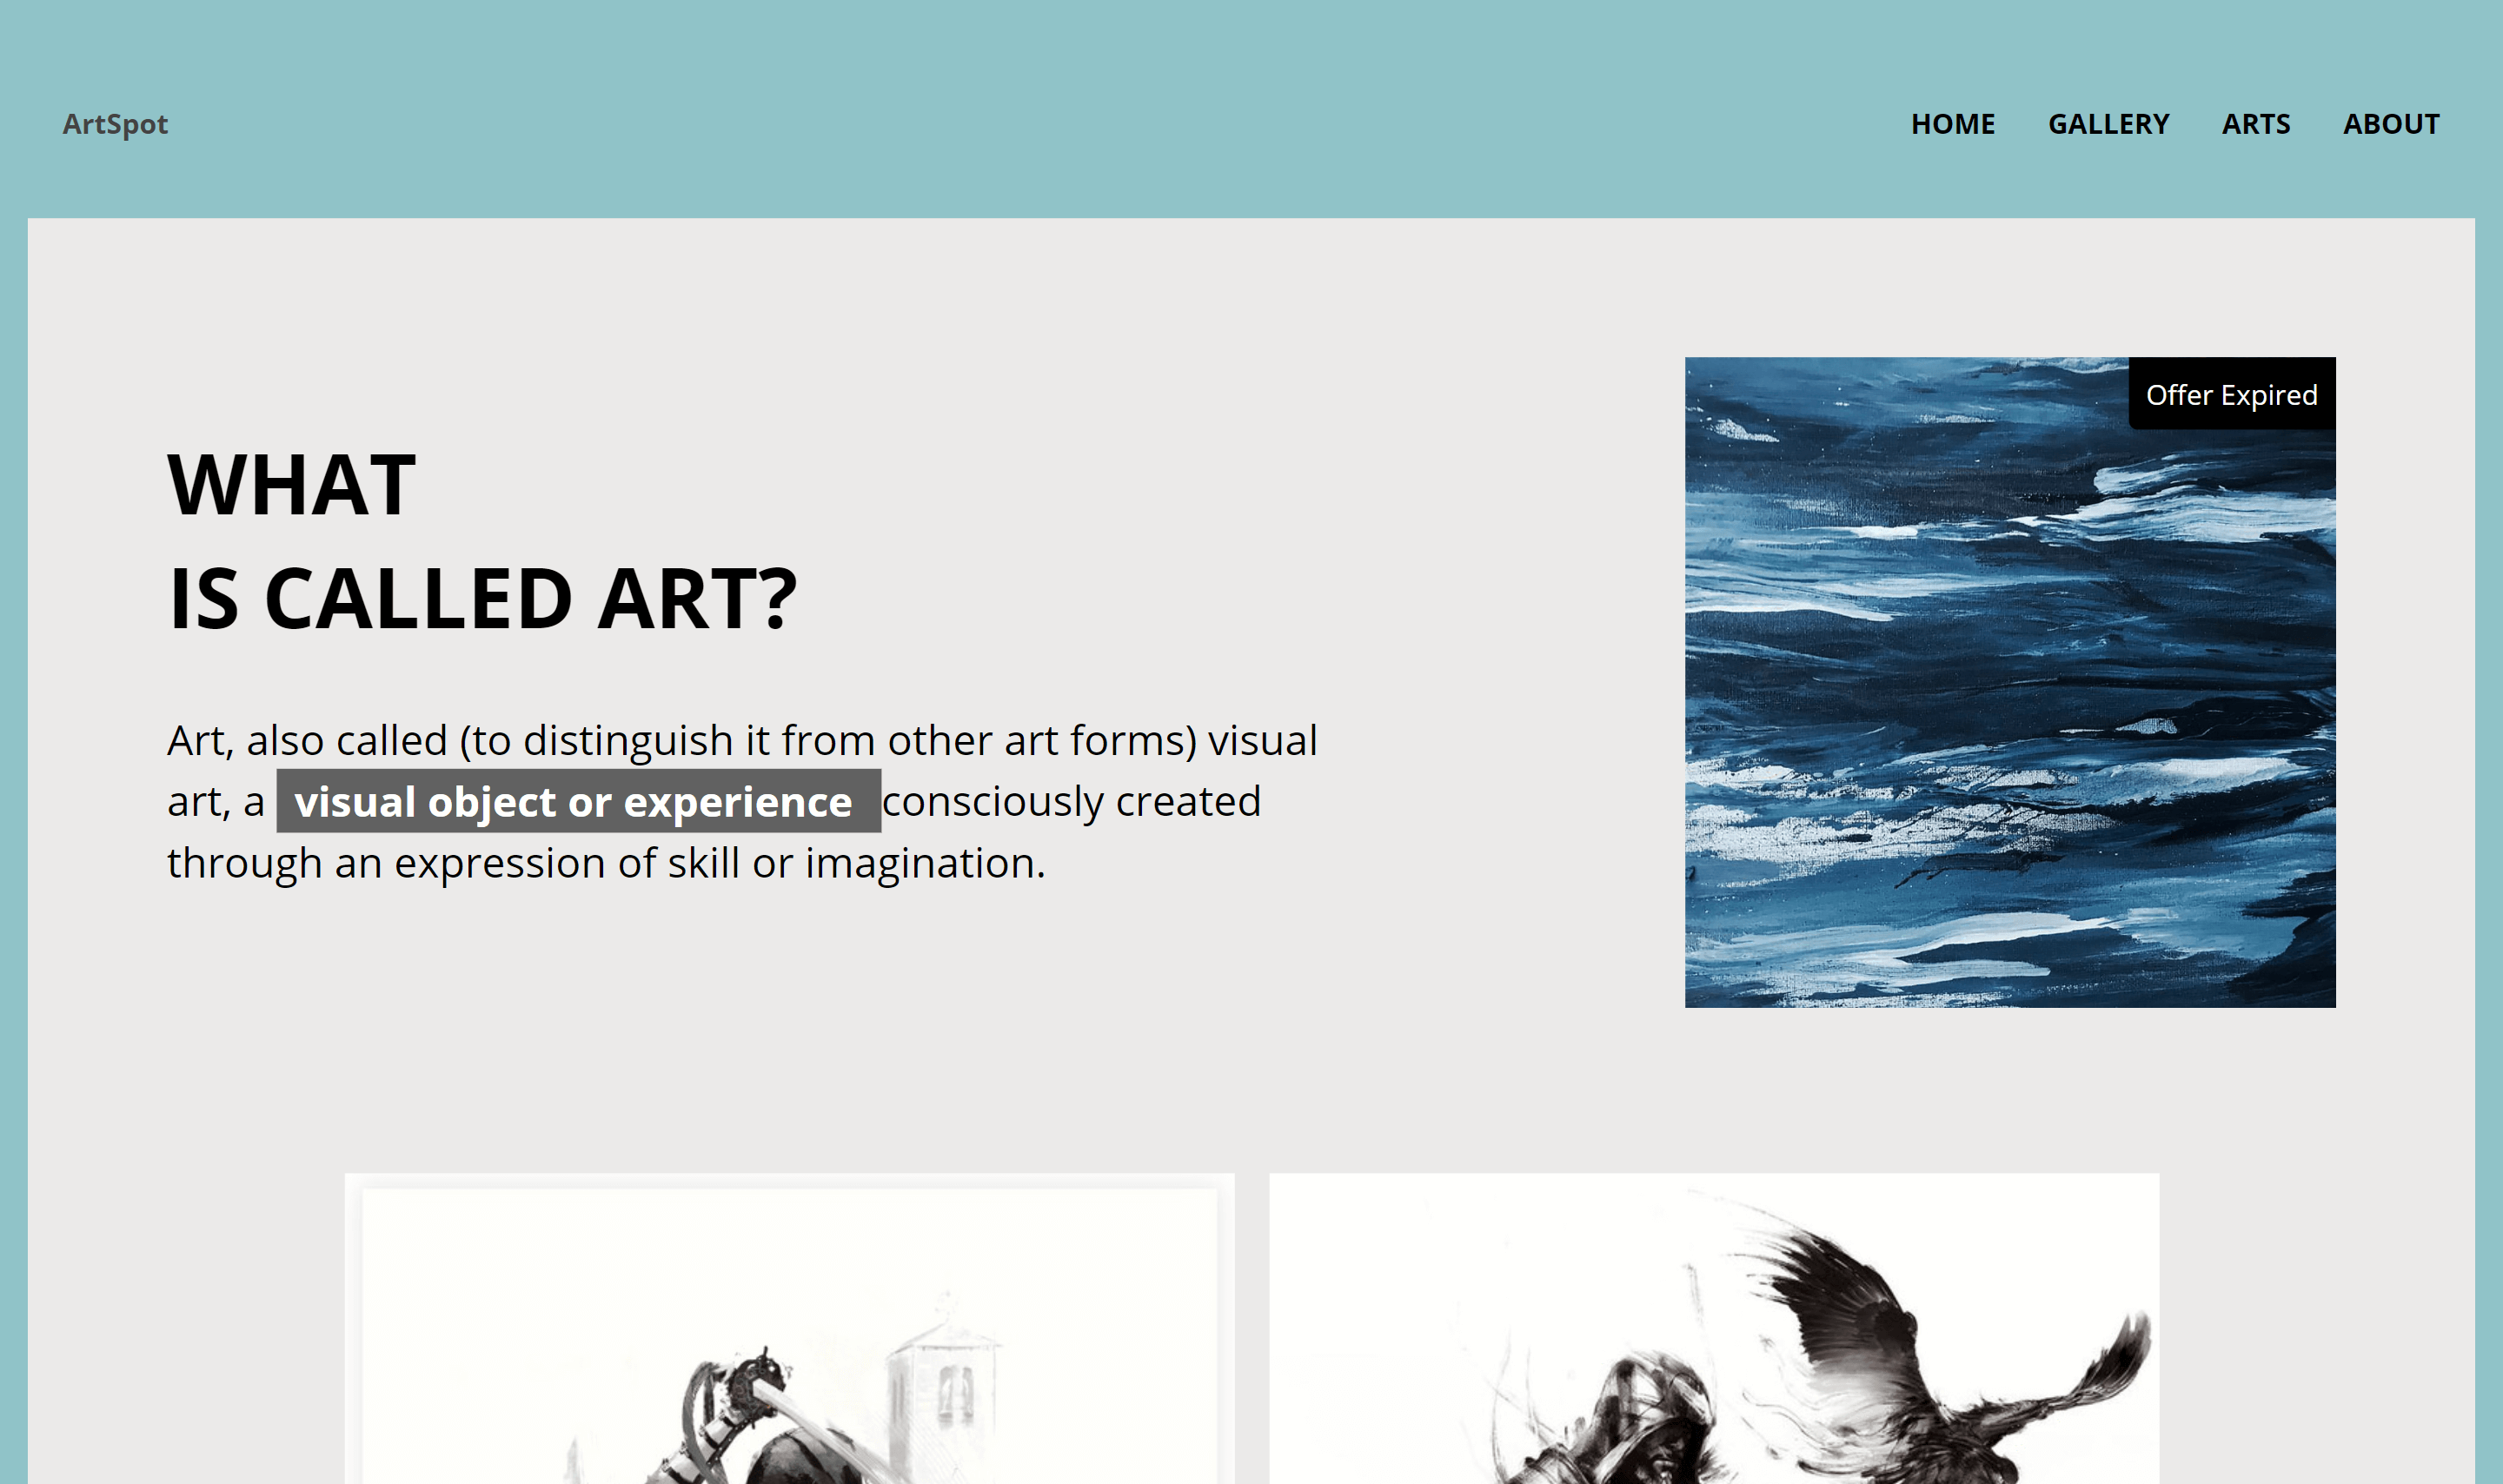 ArtSpot
HOME GALLERY ARTS ABOUT
Offer Expired
WHAT
IS CALLED ART?
Art, also called (to distinguish it from other art forms) visual
art, a visual object or experience consciously created
through an expression of skill or imagination.